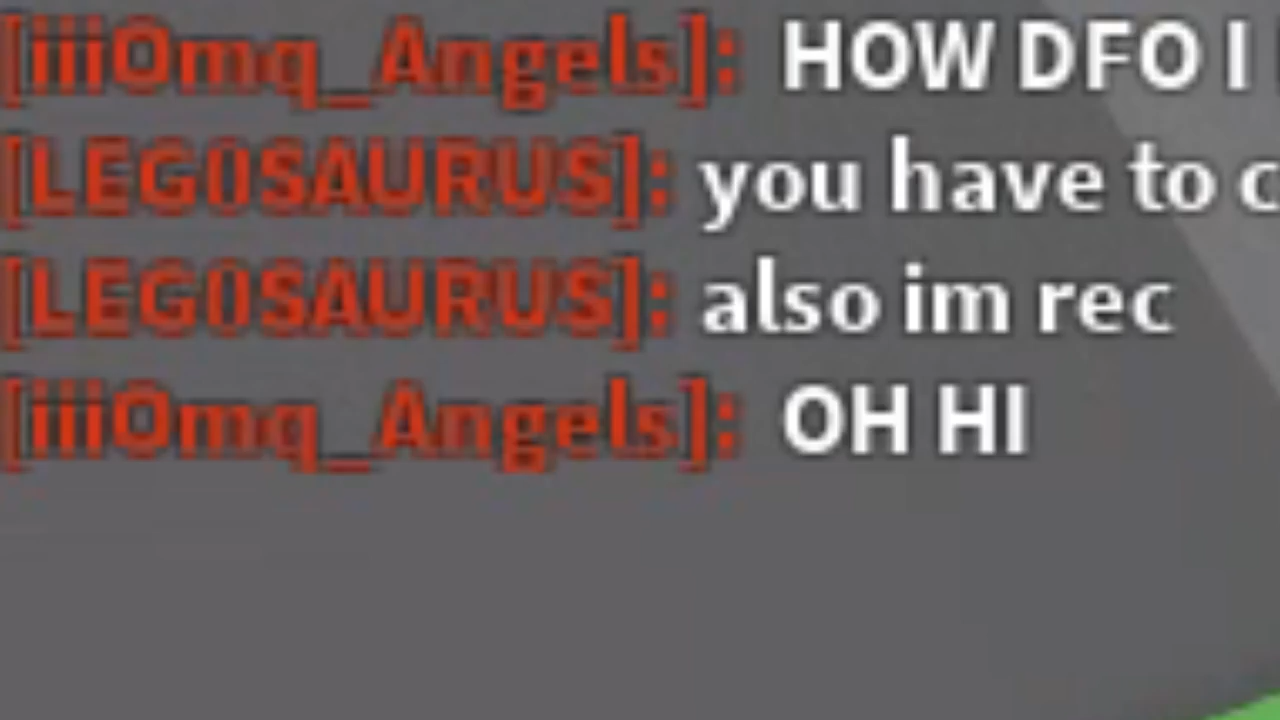 [iiiOmq_Angels]: HOW DFO I
[LEG0SAURUS]: you have to
[LEG0SAURUS]: also im rec
[iiiOmq_Angels]: OH HI